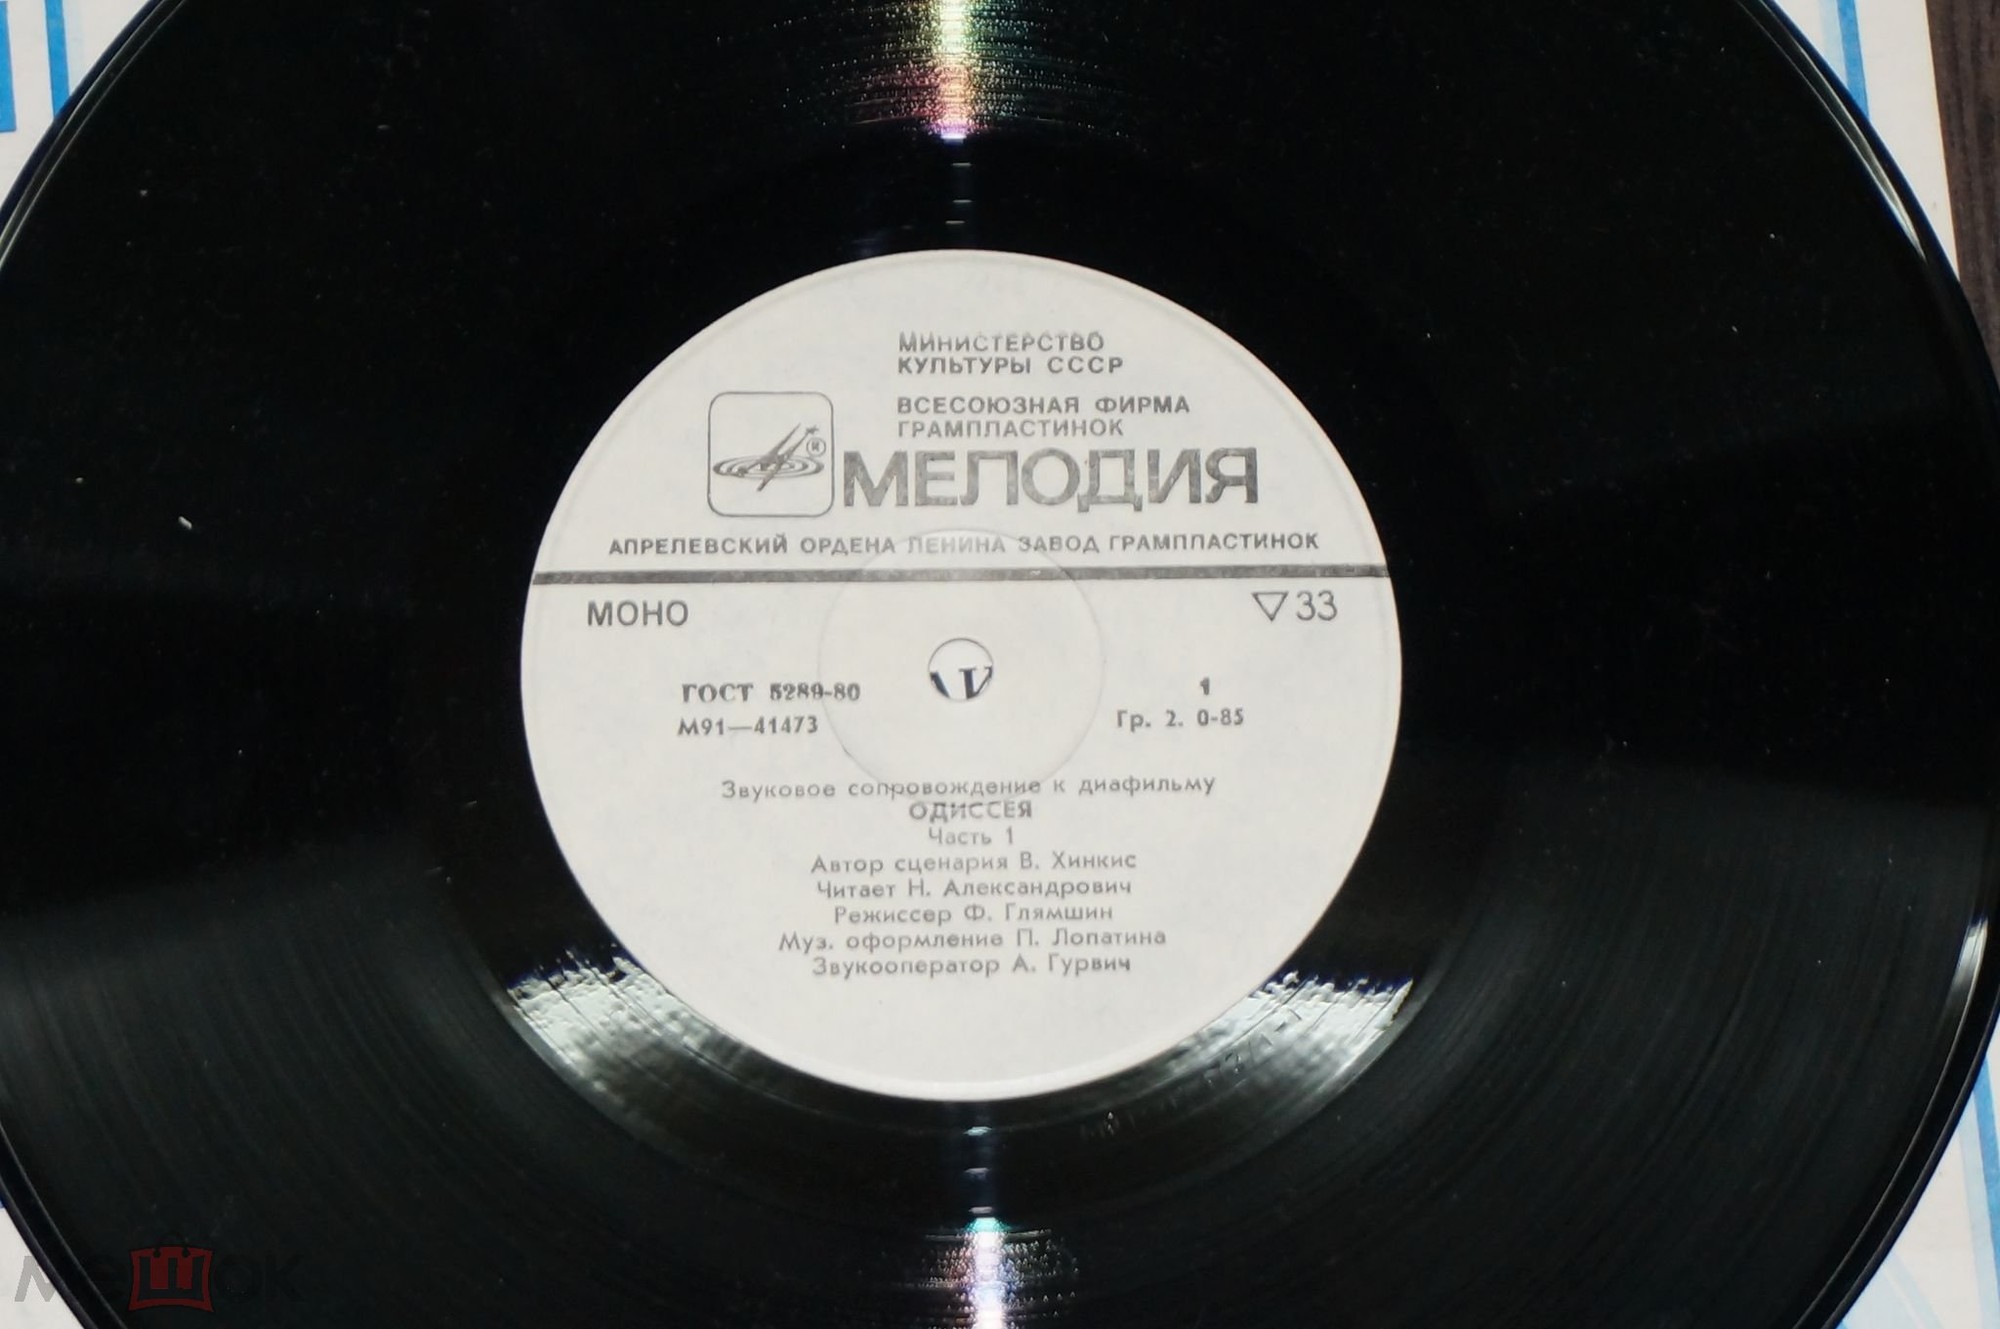 МИНИСТЕРСТВО
КУЛЬТУРЫ СССР
ВСЕСОЮЗНАЯ ФИРМА
ГРАМПЛАСТИНОК
®
МЕЛОДИЯ
АПРЕЛЕВСКИЙ ОРДЕНА ЛЕНИНА ЗАВОД ГРАМПЛАСТИНОК
МОНО
▽33
ГОСТ 5289-80
1
М91—41473
Гр. 2. 0-85
Звуковое сопровождение к диафильму
ОДИССЕЯ
Часть 1
Автор сценария В. Хинкис
Читает Н. Александрович
Режиссер Ф. Глямшин
Муз. оформление П. Лопатина
Звукооператор А. Гурвич
мешок